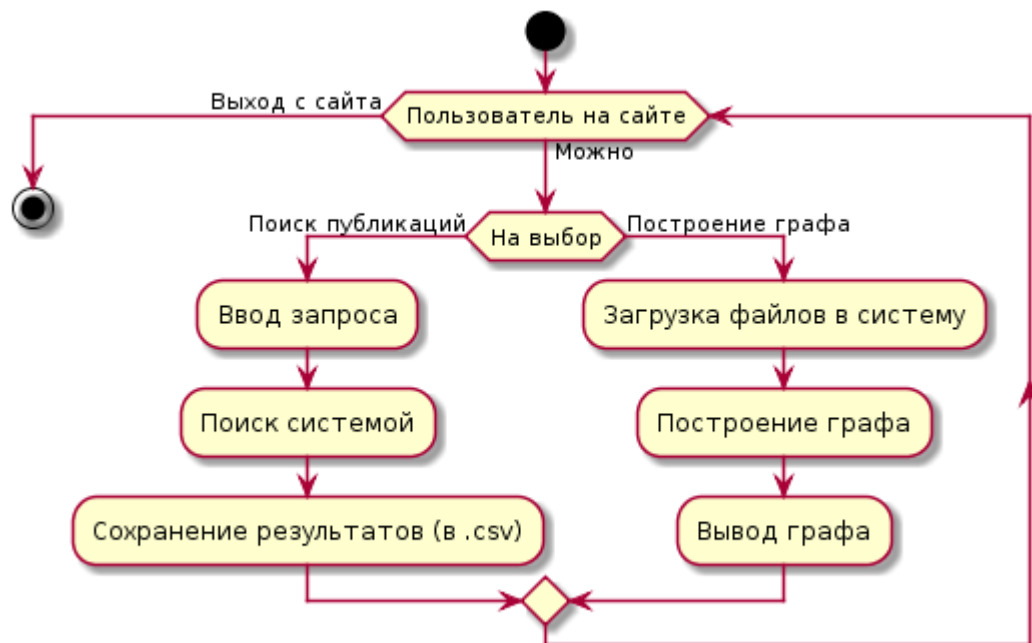 Выход с сайта
Пользователь на сайте
Можно
Поиск публикаций
На выбор
Построение графа
Ввод запроса
Загрузка файлов в систему
Поиск системой
Построение графа
Сохранение результатов (в .csv)
Вывод графа